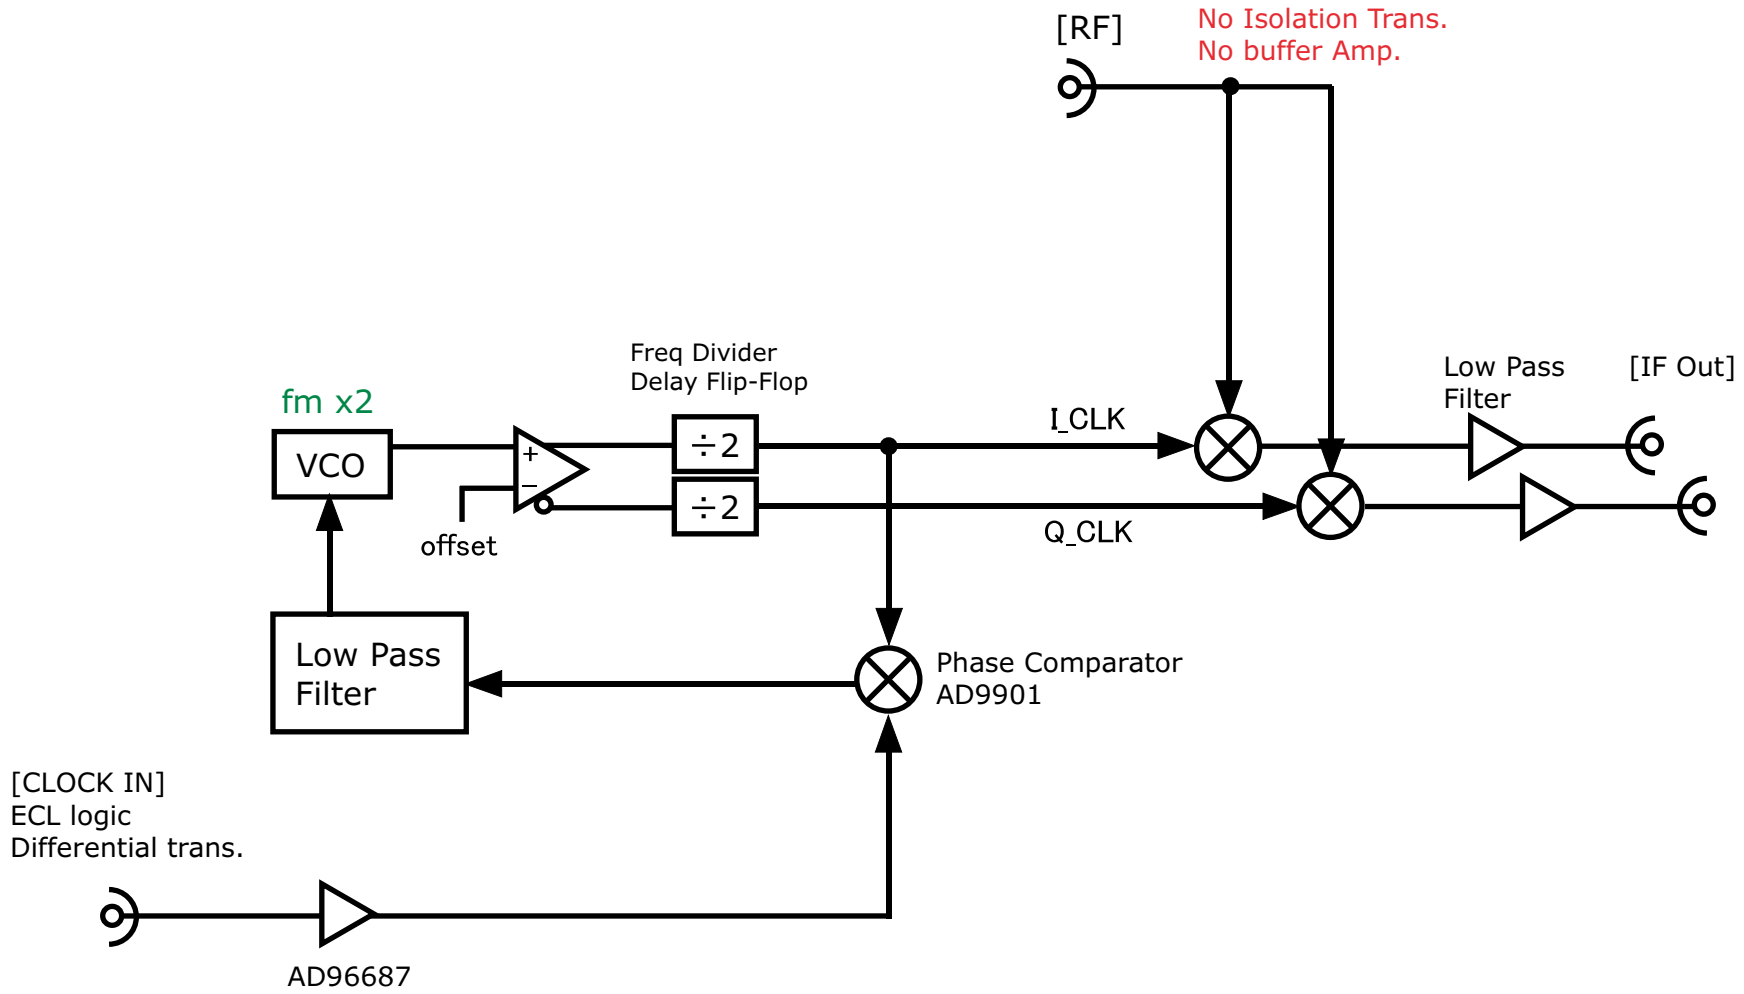 [RF]
No Isolation Trans.
No buffer Amp.
Freq Divider
Delay Flip-Flop
fm x2
VCO
+
−
offset
÷2
÷2
I_CLK
Q_CLK
Low Pass
Filter
[IF Out]
Low Pass
Filter
Phase Comparator
AD9901
[CLOCK IN]
ECL logic
Differential trans.
AD96687